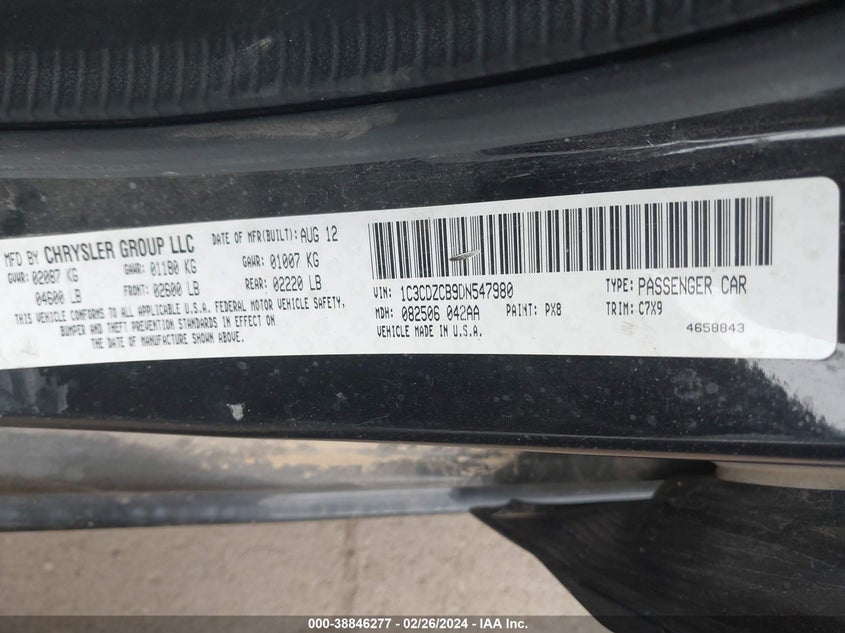 MFD BY CHRYSLER GROUP LLC DATE OF MFR(BUILT): AUG 12
GVWR: 02087 KG GAWR: 01180 KG GAWR: 01007 KG
04600 LB FRONT: 02600 LB REAR: 02220 LB
THIS VEHICLE CONFORMS TO ALL APPLICABLE U.S.A. FEDERAL MOTOR VEHICLE SAFETY,
BUMPER AND THEFT PREVENTION STANDARDS IN EFFECT ON
THE DATE OF MANUFACTURE SHOWN ABOVE.
VIN: 1C3CDZCB9DN547980 TYPE: PASSENGER CAR
MDH: 082506 042AA PAINT: PX8 TRIM: C7X9
VEHICLE MADE IN U.S.A. 4658843
000-38846277 - 02/26/2024 - IAA Inc.